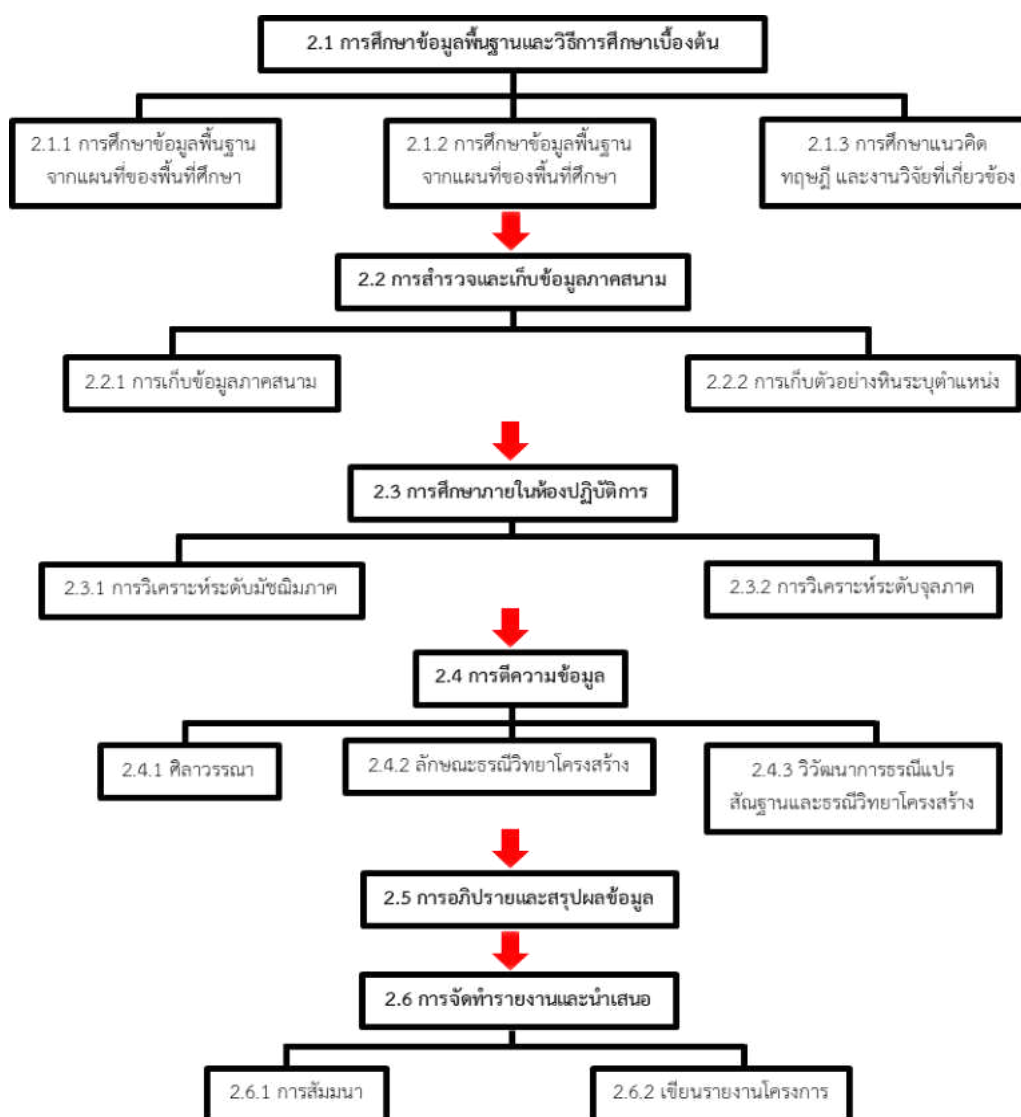 2.1 การศึกษาข้อมูลพื้นฐานและวิธีการศึกษาเบื้องต้น
2.1.1 การศึกษาข้อมูลพื้นฐาน
จากแผนที่ของพื้นที่ศึกษา
2.1.2 การศึกษาข้อมูลพื้นฐาน
จากแผนที่ของพื้นที่ศึกษา
2.1.3 การศึกษาแนวคิด
ทฤษฎี และงานวิจัยที่เกี่ยวข้อง
2.2 การสำรวจและเก็บข้อมูลภาคสนาม
2.2.1 การเก็บข้อมูลภาคสนาม
2.2.2 การเก็บตัวอย่างหินระบุตำแหน่ง
2.3 การศึกษาภายในห้องปฏิบัติการ
2.3.1 การวิเคราะห์ระดับมัชฌิมภาค
2.3.2 การวิเคราะห์ระดับจุลภาค
2.4 การตีความข้อมูล
2.4.1 ศิลาวรรณา
2.4.2 ลักษณะธรณีวิทยาโครงสร้าง
2.4.3 วิวัฒนาการธรณีแปร
สัณฐานและธรณีวิทยาโครงสร้าง
2.5 การอภิปรายและสรุปผลข้อมูล
2.6 การจัดทำรายงานและนำเสนอ
2.6.1 การสัมมนา
2.6.2 เขียนรายงานโครงการ